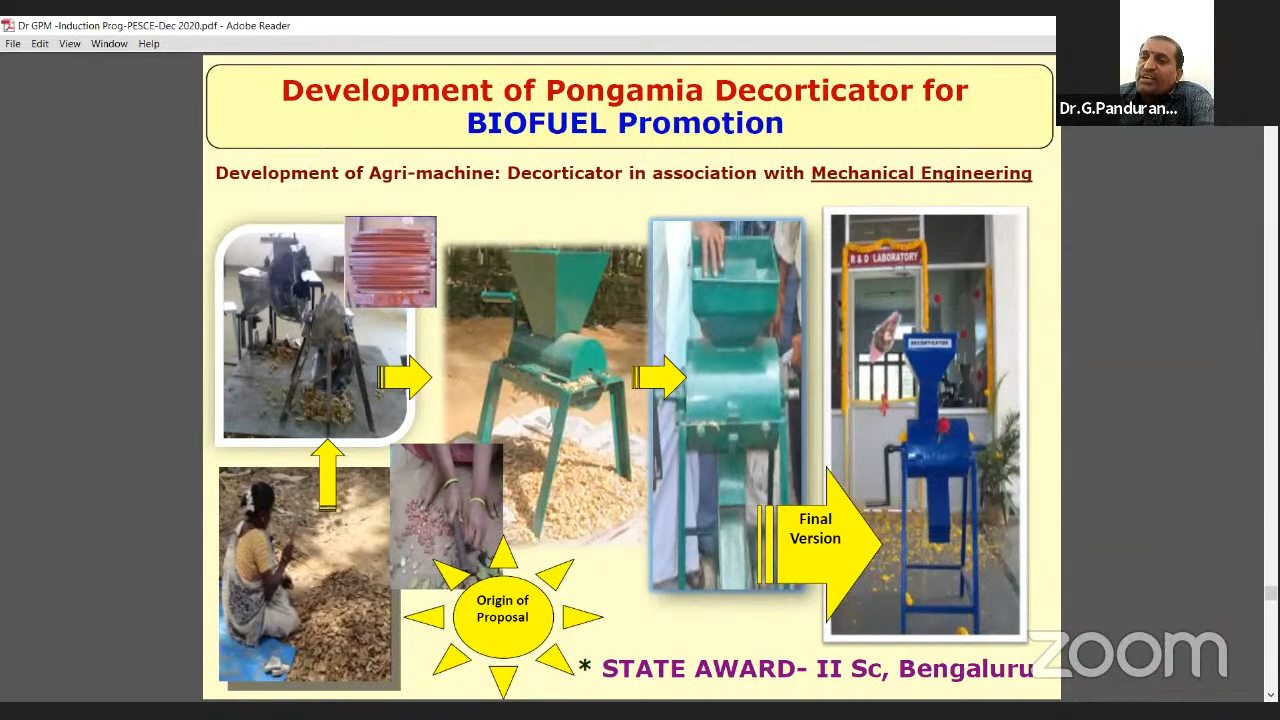 Dr GPM -Induction Prog-PESCE-Dec 2020.pdf - Adobe Reader
File Edit View Window Help
Dr.G.Panduran...
Development of Pongamia Decorticator for
BIOFUEL Promotion
Development of Agri-machine: Decorticator in association with Mechanical Engineering
R & D LABORATORY
DECORTICATOR
Final
Version
Origin of
Proposal
* STATE AWARD- II Sc, Bengaluru
zoom